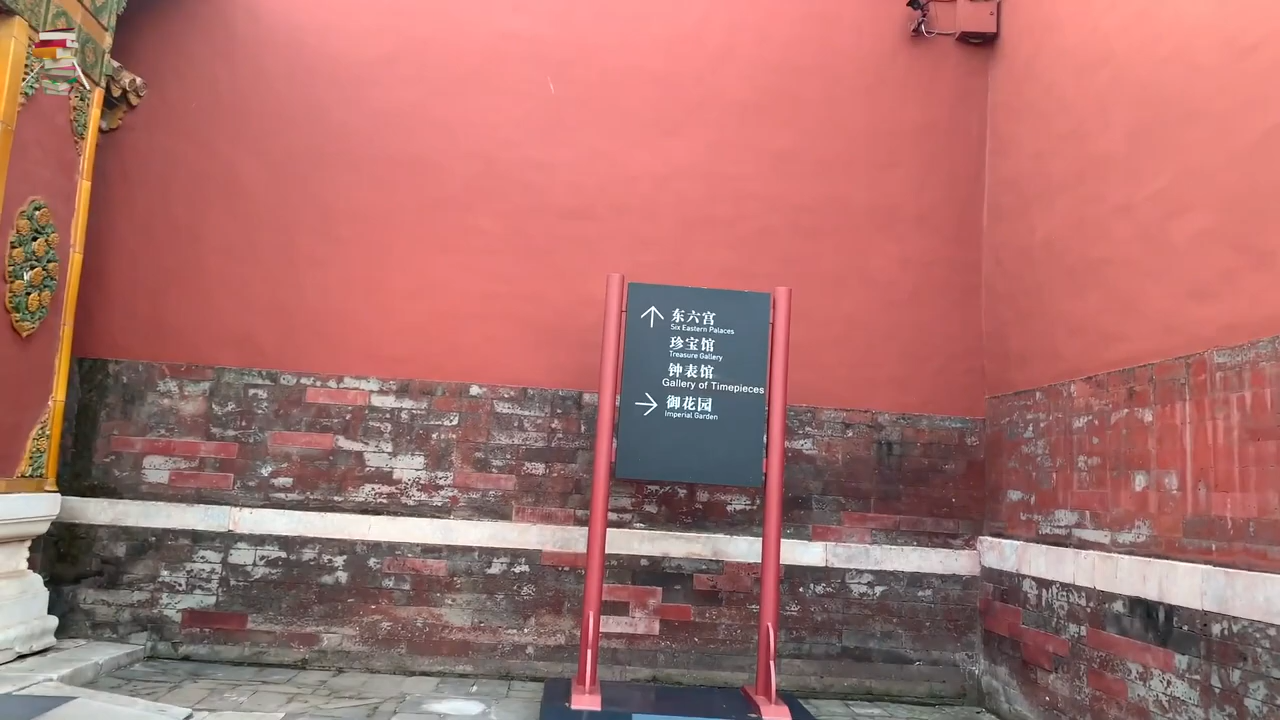 东六宫
Six Eastern Palaces
珍宝馆
Treasure Gallery
钟表馆
Gallery of Timepieces
御花园
Imperial Garden